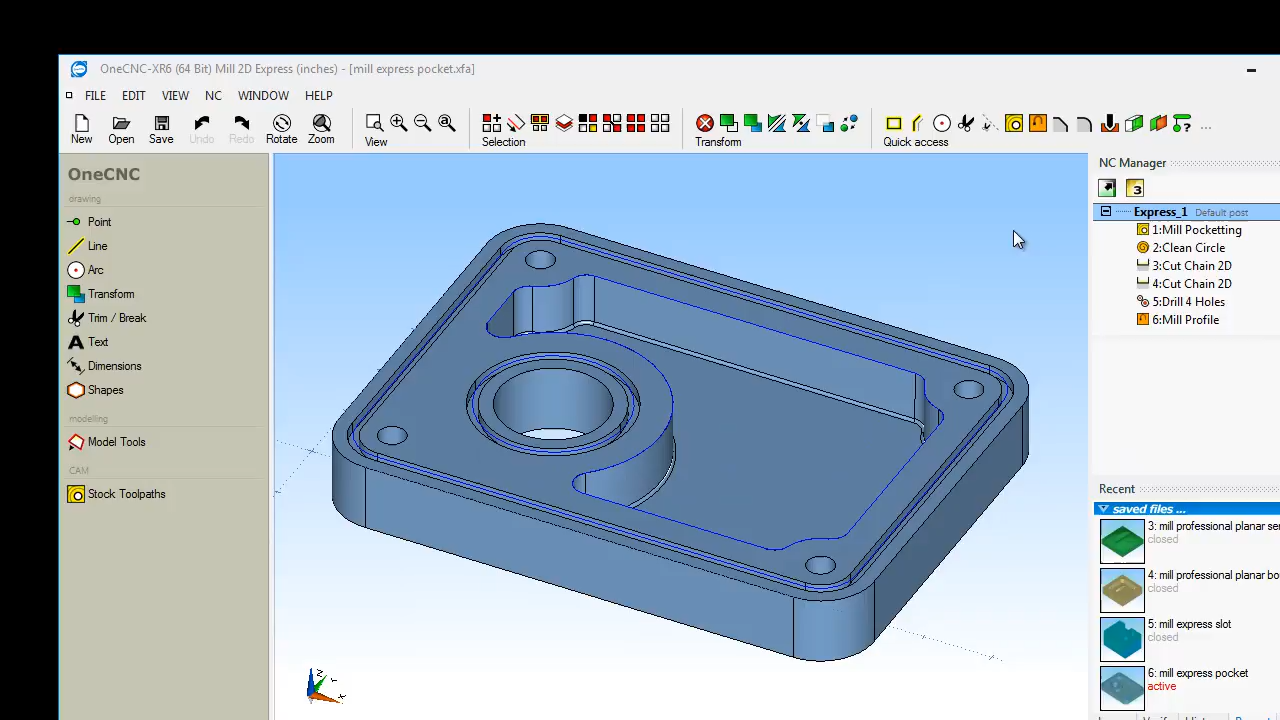 OneCNC-XR6 (64 Bit) Mill 2D Express (inches) - [mill express pocket.xfa]
FILE EDIT VIEW NC WINDOW HELP
New Open Save Undo Redo Rotate Zoom View Selection Transform Quick access ...
OneCNC
drawing
Point
Line
Arc
Transform
Trim / Break
Text
Dimensions
Shapes
modelling
Model Tools
CAM
Stock Toolpaths
NC Manager
3
Express_1 Default post
1:Mill Pocketting
2:Clean Circle
3:Cut Chain 2D
4:Cut Chain 2D
5:Drill 4 Holes
6:Mill Profile
Recent
saved files ...
3: mill professional planar ser
closed
4: mill professional planar bo
closed
5: mill express slot
closed
6: mill express pocket
active